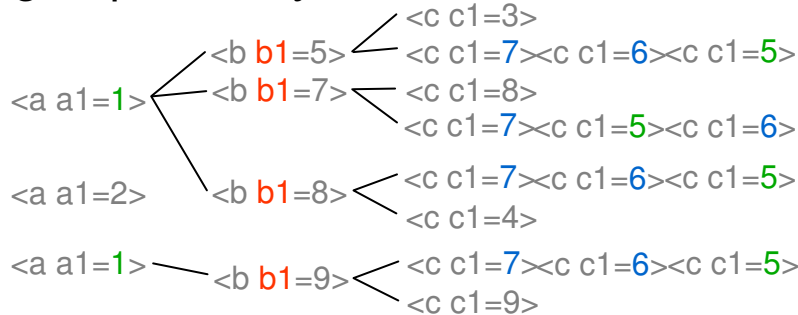 <c c1=3>
<b b1=5> <c c1=7><c c1=6><c c1=5>
<a a1=1> <b b1=7> <c c1=8>
<c c1=7><c c1=5><c c1=6>
<a a1=2> <b b1=8> <c c1=7><c c1=6><c c1=5>
<c c1=4>
<a a1=1> <b b1=9> <c c1=7><c c1=6><c c1=5>
<c c1=9>